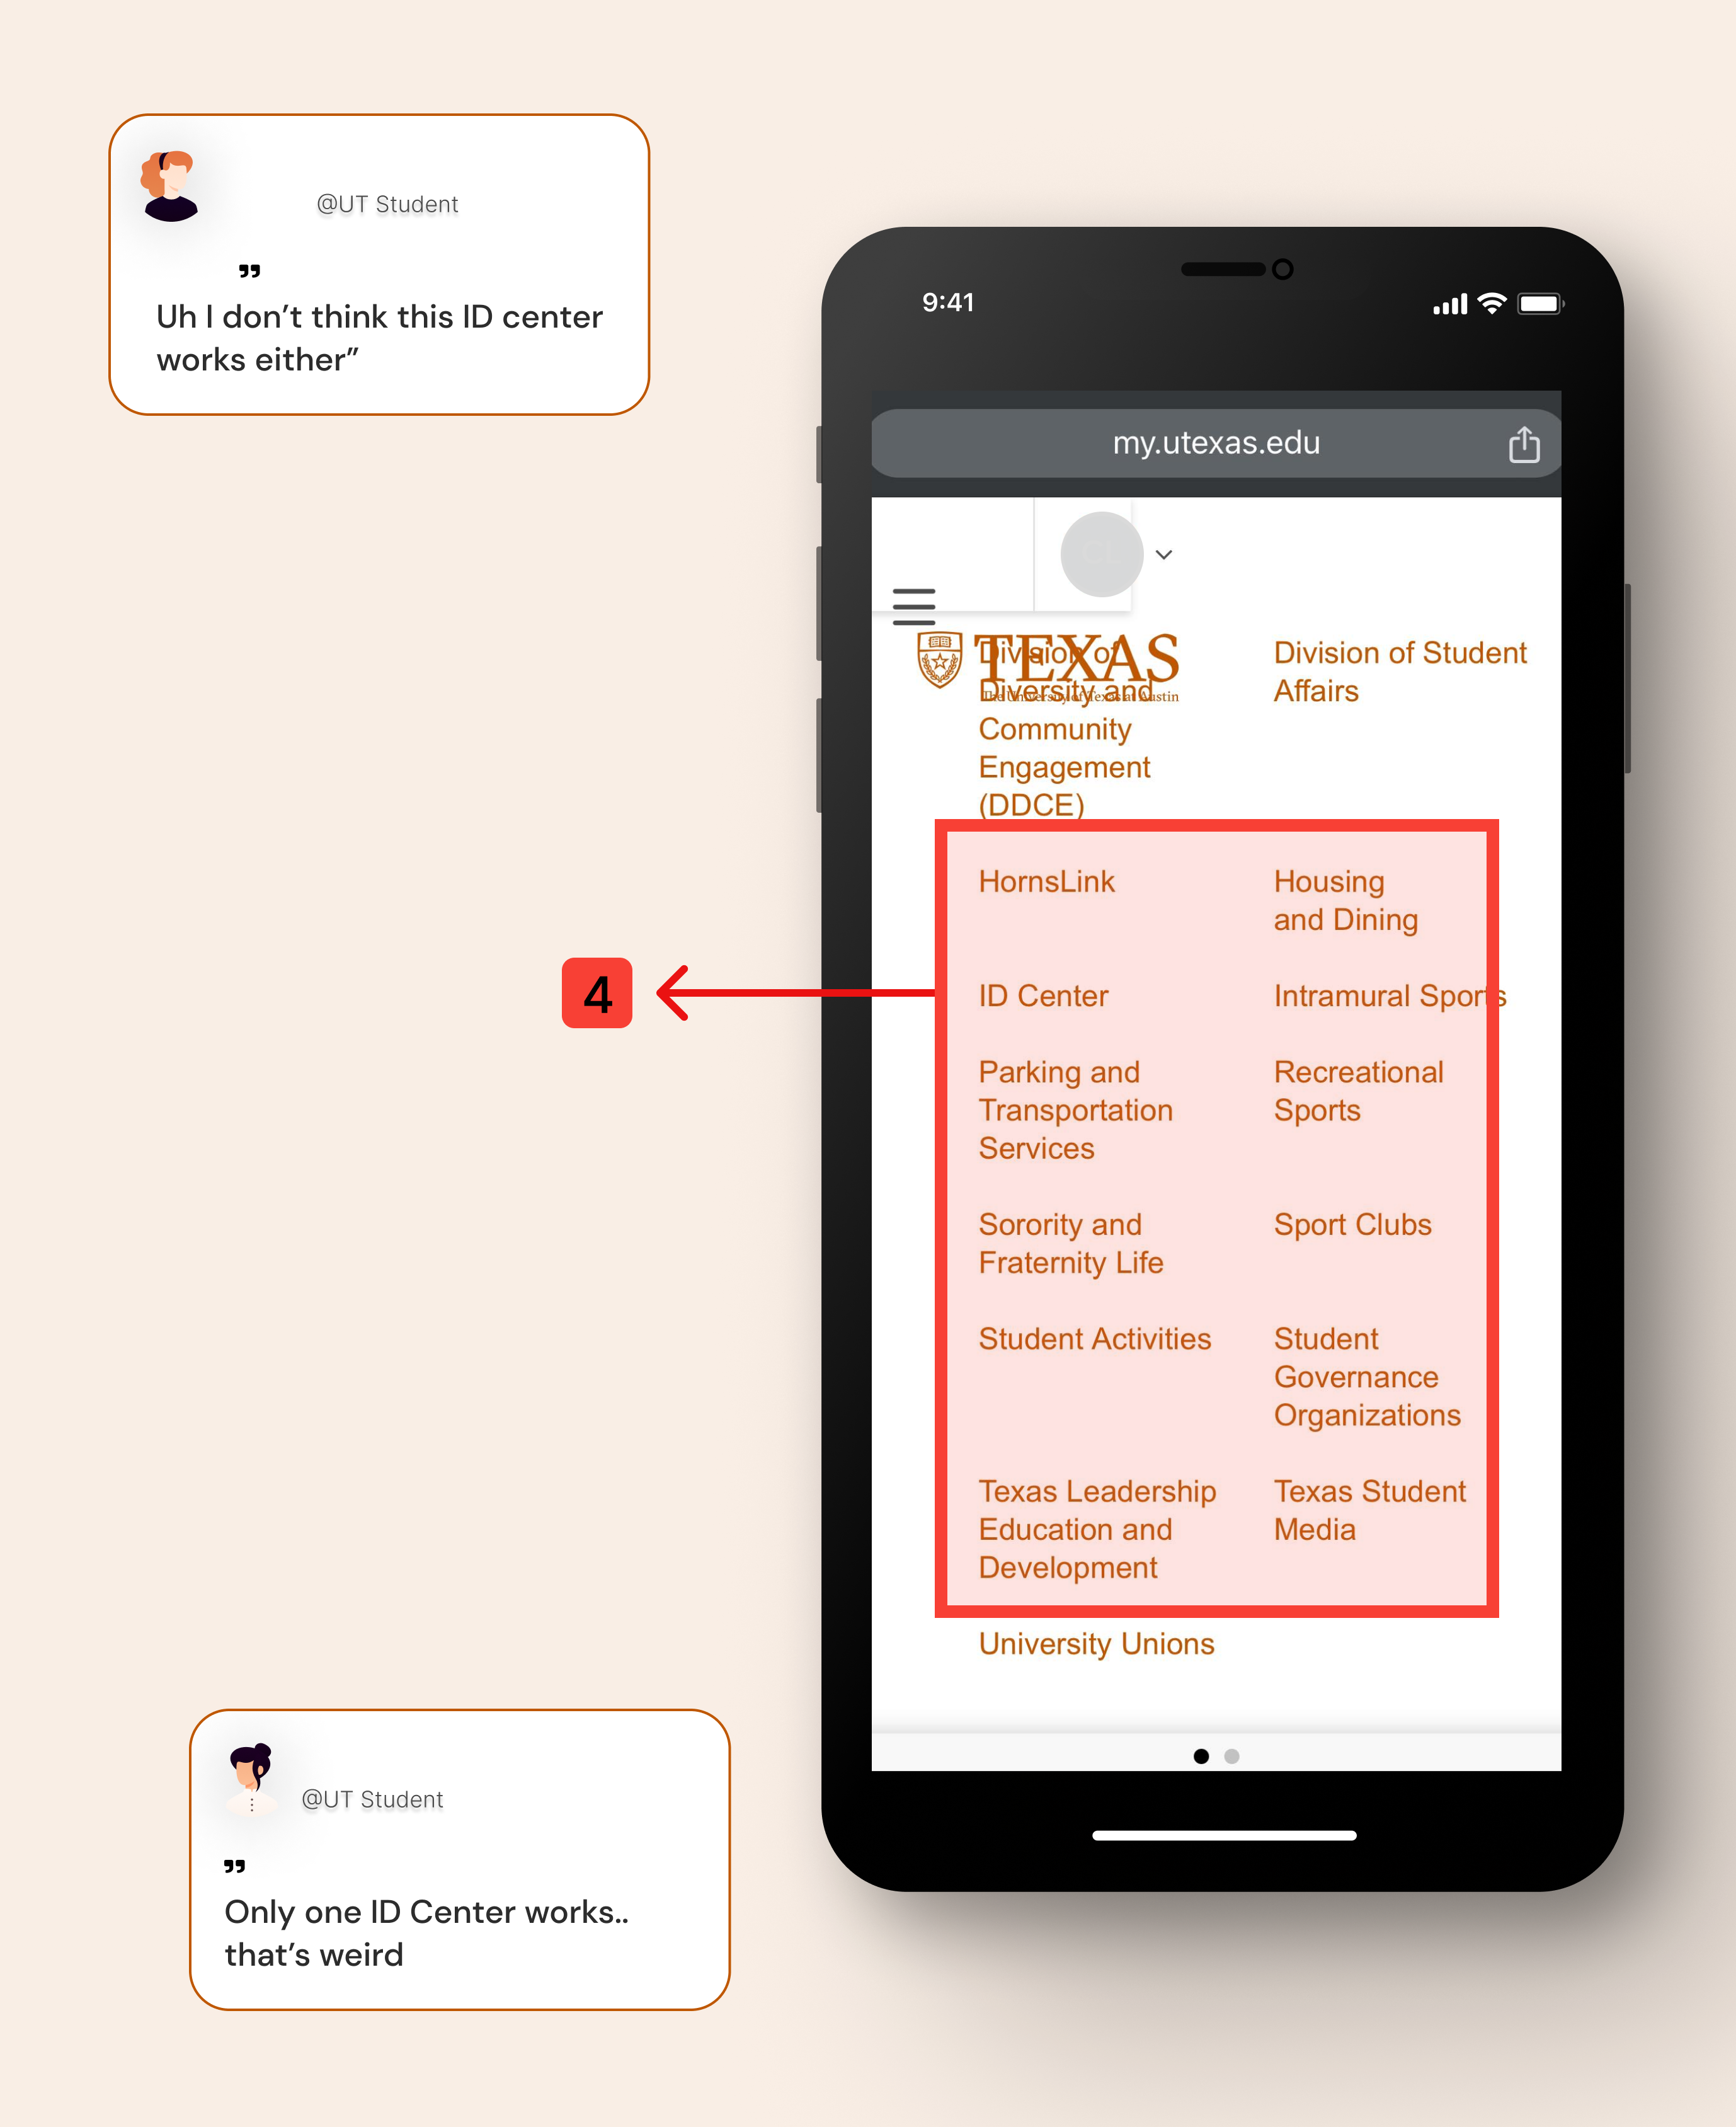 @UT Student
”
Uh I don’t think this ID center
works either”
9:41
my.utexas.edu
TEXAS
The University of Texas at Austin
Division of
Diversity and
Community
Engagement
(DDCE)
Division of Student
Affairs
HornsLink
Housing
and Dining
4
ID Center
Intramural Sports
Parking and
Transportation
Services
Recreational
Sports
Sorority and
Fraternity Life
Sport Clubs
Student Activities
Student
Governance
Organizations
Texas Leadership
Education and
Development
Texas Student
Media
University Unions
@UT Student
”
Only one ID Center works..
that’s weird